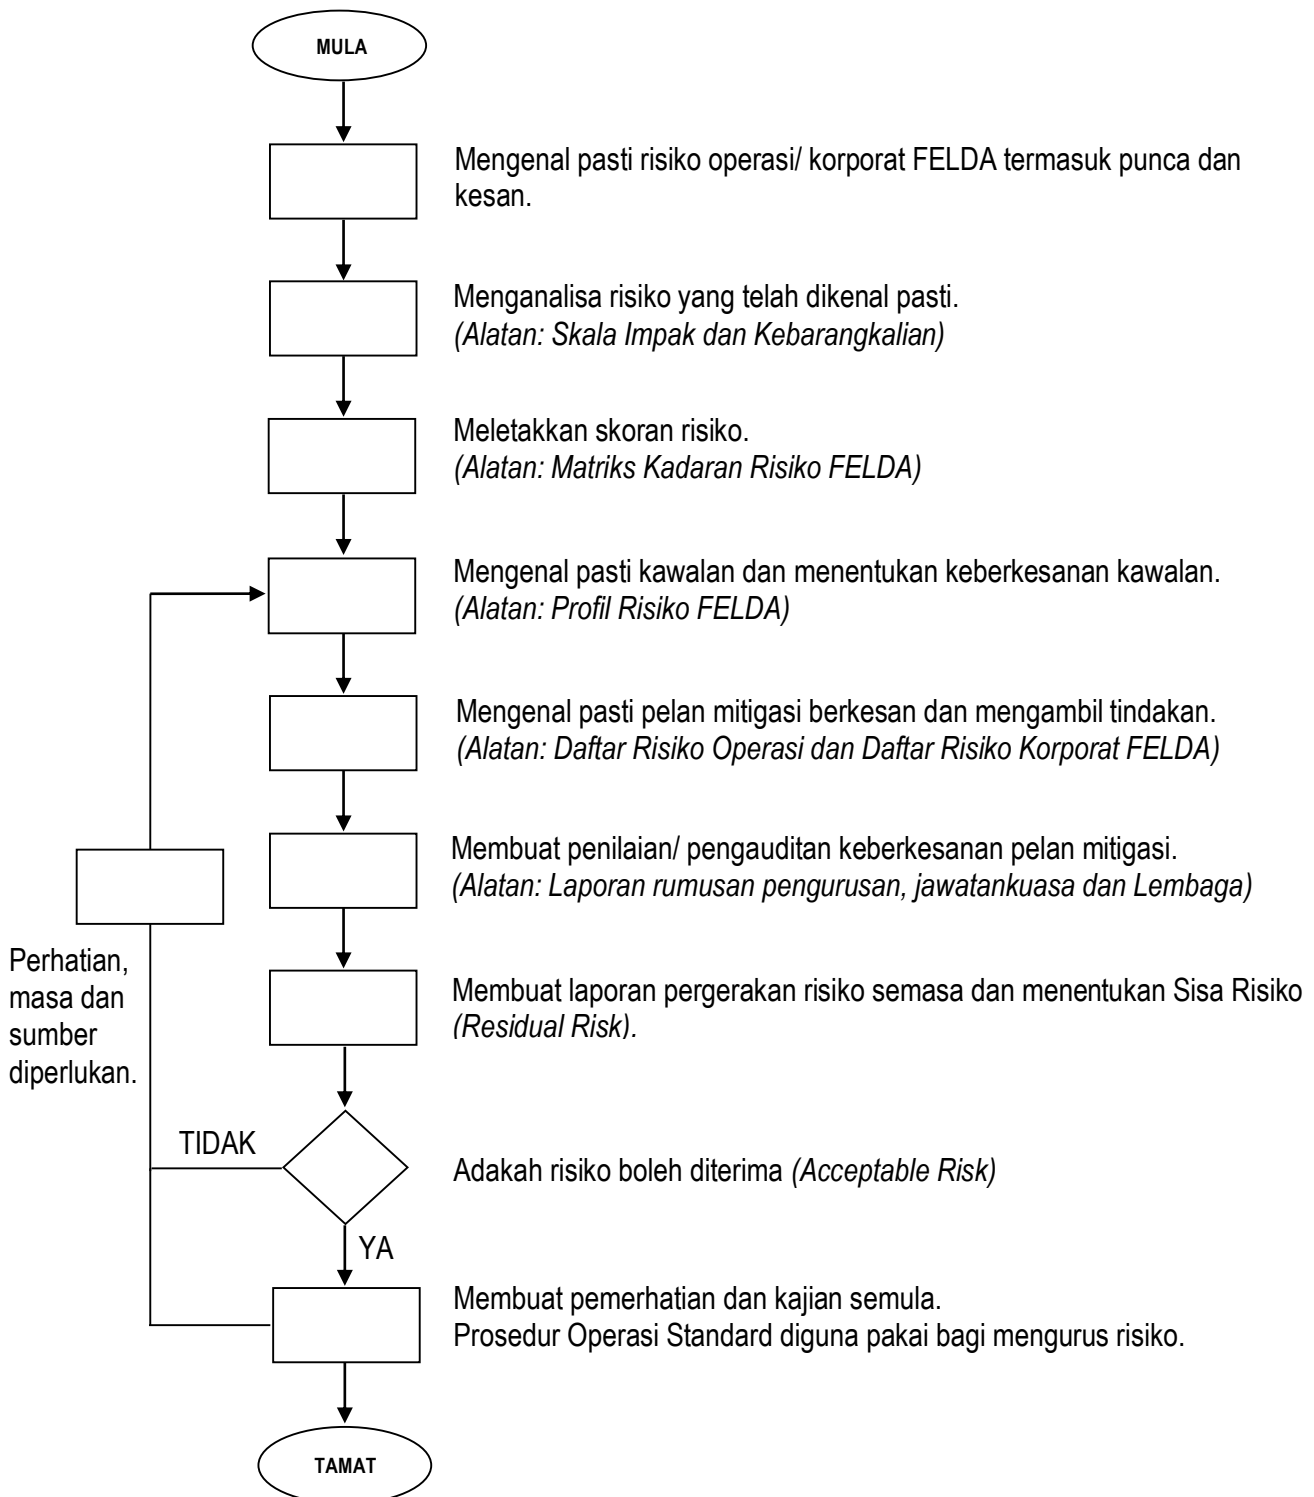 MULA
Mengenal pasti risiko operasi/ korporat FELDA termasuk punca dan
kesan.
Menganalisa risiko yang telah dikenal pasti.
(Alatan: Skala Impak dan Kebarangkalian)
Meletakkan skoran risiko.
(Alatan: Matriks Kadaran Risiko FELDA)
Mengenal pasti kawalan dan menentukan keberkesanan kawalan.
(Alatan: Profil Risiko FELDA)
Mengenal pasti pelan mitigasi berkesan dan mengambil tindakan.
(Alatan: Daftar Risiko Operasi dan Daftar Risiko Korporat FELDA)
Membuat penilaian/ pengauditan keberkesanan pelan mitigasi.
(Alatan: Laporan rumusan pengurusan, jawatankuasa dan Lembaga)
Perhatian,
masa dan
sumber
diperlukan.
Membuat laporan pergerakan risiko semasa dan menentukan Sisa Risiko
(Residual Risk).
TIDAK
Adakah risiko boleh diterima (Acceptable Risk)
YA
Membuat pemerhatian dan kajian semula.
Prosedur Operasi Standard diguna pakai bagi mengurus risiko.
TAMAT